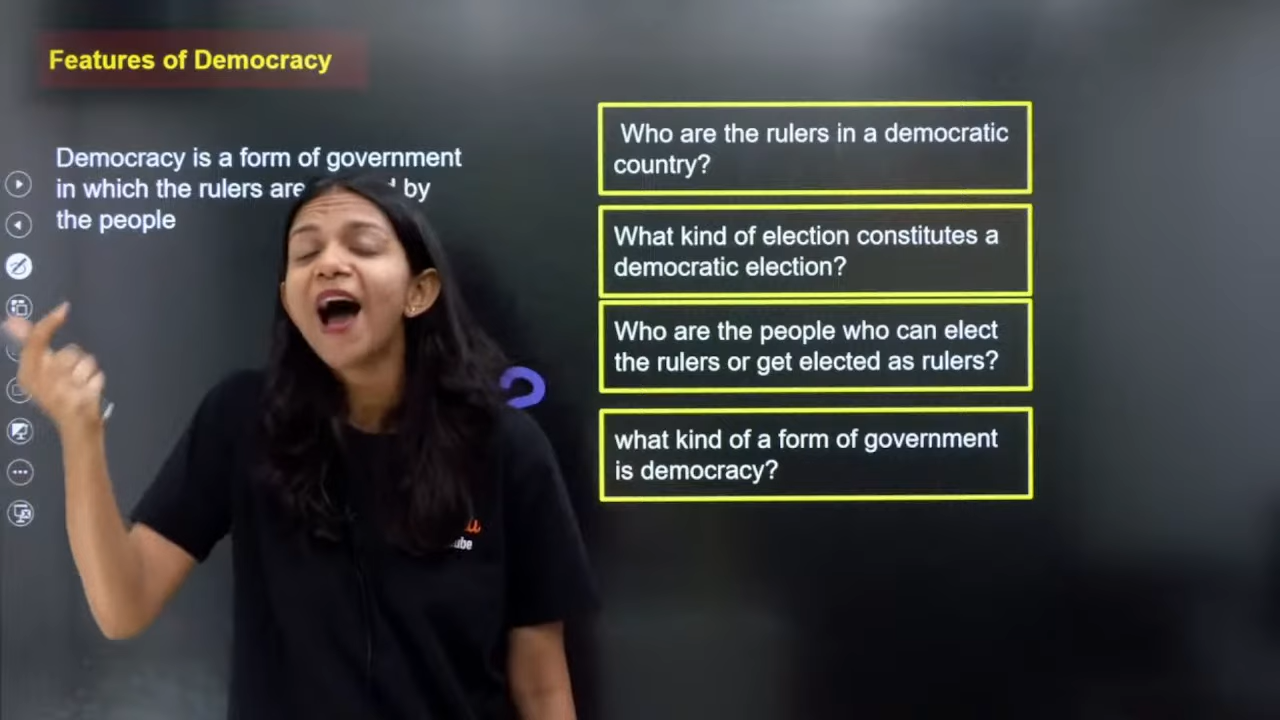 Features of Democracy
Democracy is a form of government
in which the rulers are by
the people
Who are the rulers in a democratic
country?
What kind of election constitutes a
democratic election?
Who are the people who can elect
the rulers or get elected as rulers?
what kind of a form of government
is democracy?